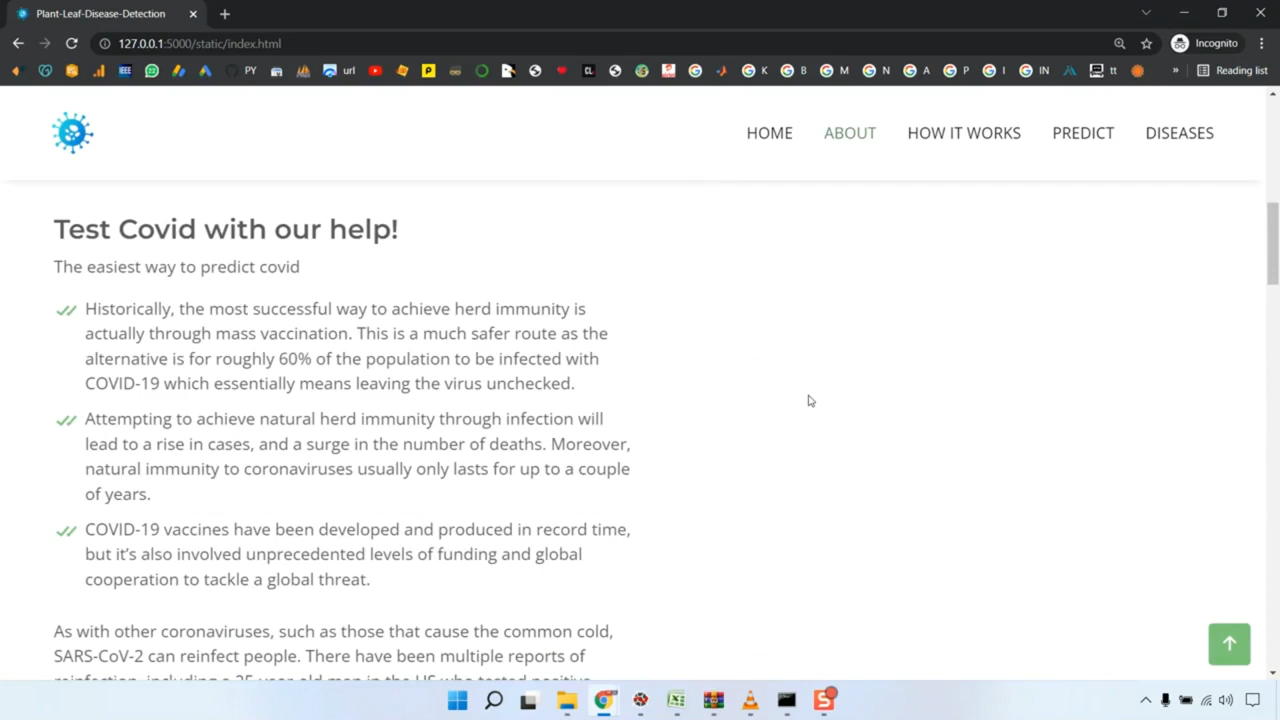 Plant-Leaf-Disease-Detection
127.0.0.1:5000/static/index.html
Incognito
IEEE
PY
url
CL
K
B
M
N
A
P
I
IN
tt
Reading list
HOME ABOUT HOW IT WORKS PREDICT DISEASES
Test Covid with our help!
The easiest way to predict covid
Historically, the most successful way to achieve herd immunity is
actually through mass vaccination. This is a much safer route as the
alternative is for roughly 60% of the population to be infected with
COVID-19 which essentially means leaving the virus unchecked.
Attempting to achieve natural herd immunity through infection will
lead to a rise in cases, and a surge in the number of deaths. Moreover,
natural immunity to coronaviruses usually only lasts for up to a couple
of years.
COVID-19 vaccines have been developed and produced in record time,
but it's also involved unprecedented levels of funding and global
cooperation to tackle a global threat.
As with other coronaviruses, such as those that cause the common cold,
SARS-CoV-2 can reinfect people. There have been multiple reports of